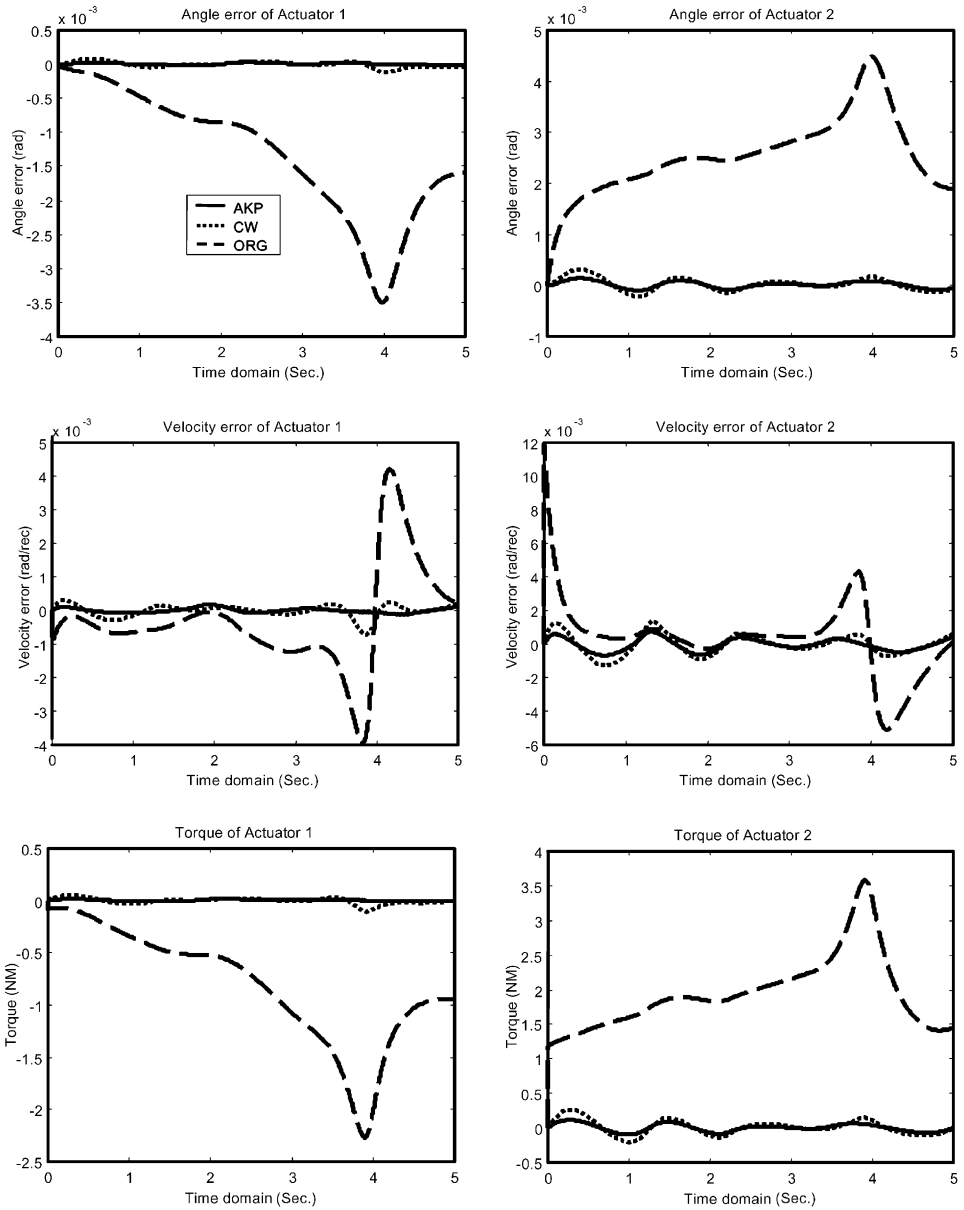 x 10 -3
Angle error of Actuator 1
0.5
0
-0.5
-1
-1.5
-2
-2.5
-3
-3.5
-4
Angle error (rad)
AKP
CW
ORG
0 1 2 3 4 5
Time domain (Sec.)
x 10 -3
Angle error of Actuator 2
5
4
3
2
1
0
-1
Angle error (rad)
0 1 2 3 4 5
Time domain (Sec.)
x 10 -3
Velocity error of Actuator 1
5
4
3
2
1
0
-1
-2
-3
-4
Velocity error (rad/rec)
0 1 2 3 4 5
Time domain (Sec.)
x 10 -3
Velocity error of Actuator 2
12
10
8
6
4
2
0
-2
-4
-6
Velocity error (rad/rec)
0 1 2 3 4 5
Time domain (Sec.)
Torque of Actuator 1
0.5
0
-0.5
-1
-1.5
-2
-2.5
Torque (NM)
0 1 2 3 4 5
Time domain (Sec.)
Torque of Actuator 2
4
3.5
3
2.5
2
1.5
1
0.5
0
-0.5
Torque (NM)
0 1 2 3 4 5
Time domain (Sec.)